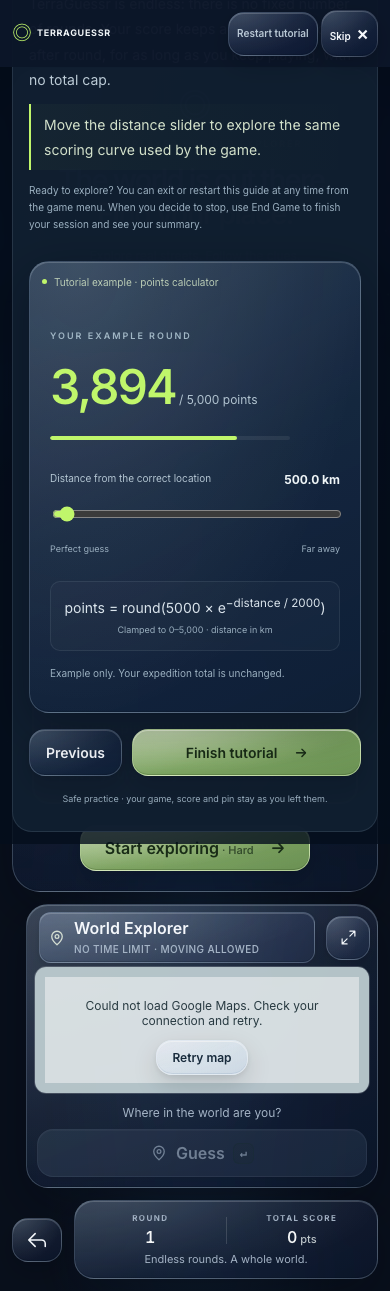 TERRAGUESSR
Restart tutorial
Skip ✕
no total cap.
Move the distance slider to explore the same
scoring curve used by the game.
Ready to explore? You can exit or restart this guide at any time from
the game menu. When you decide to stop, use End Game to finish
your session and see your summary.
Tutorial example · points calculator
YOUR EXAMPLE ROUND
3,894 / 5,000 points
Distance from the correct location 500.0 km
Perfect guess Far away
points = round(5000 × e^−distance / 2000)
Clamped to 0–5,000 · distance in km
Example only. Your expedition total is unchanged.
Previous
Finish tutorial →
Safe practice · your game, score and pin stay as you left them.
Start exploring · Hard →
World Explorer
NO TIME LIMIT · MOVING ALLOWED
Could not load Google Maps. Check your
connection and retry.
Retry map
Where in the world are you?
Guess ↵
ROUND TOTAL SCORE
1 0 pts
Endless rounds. A whole world.